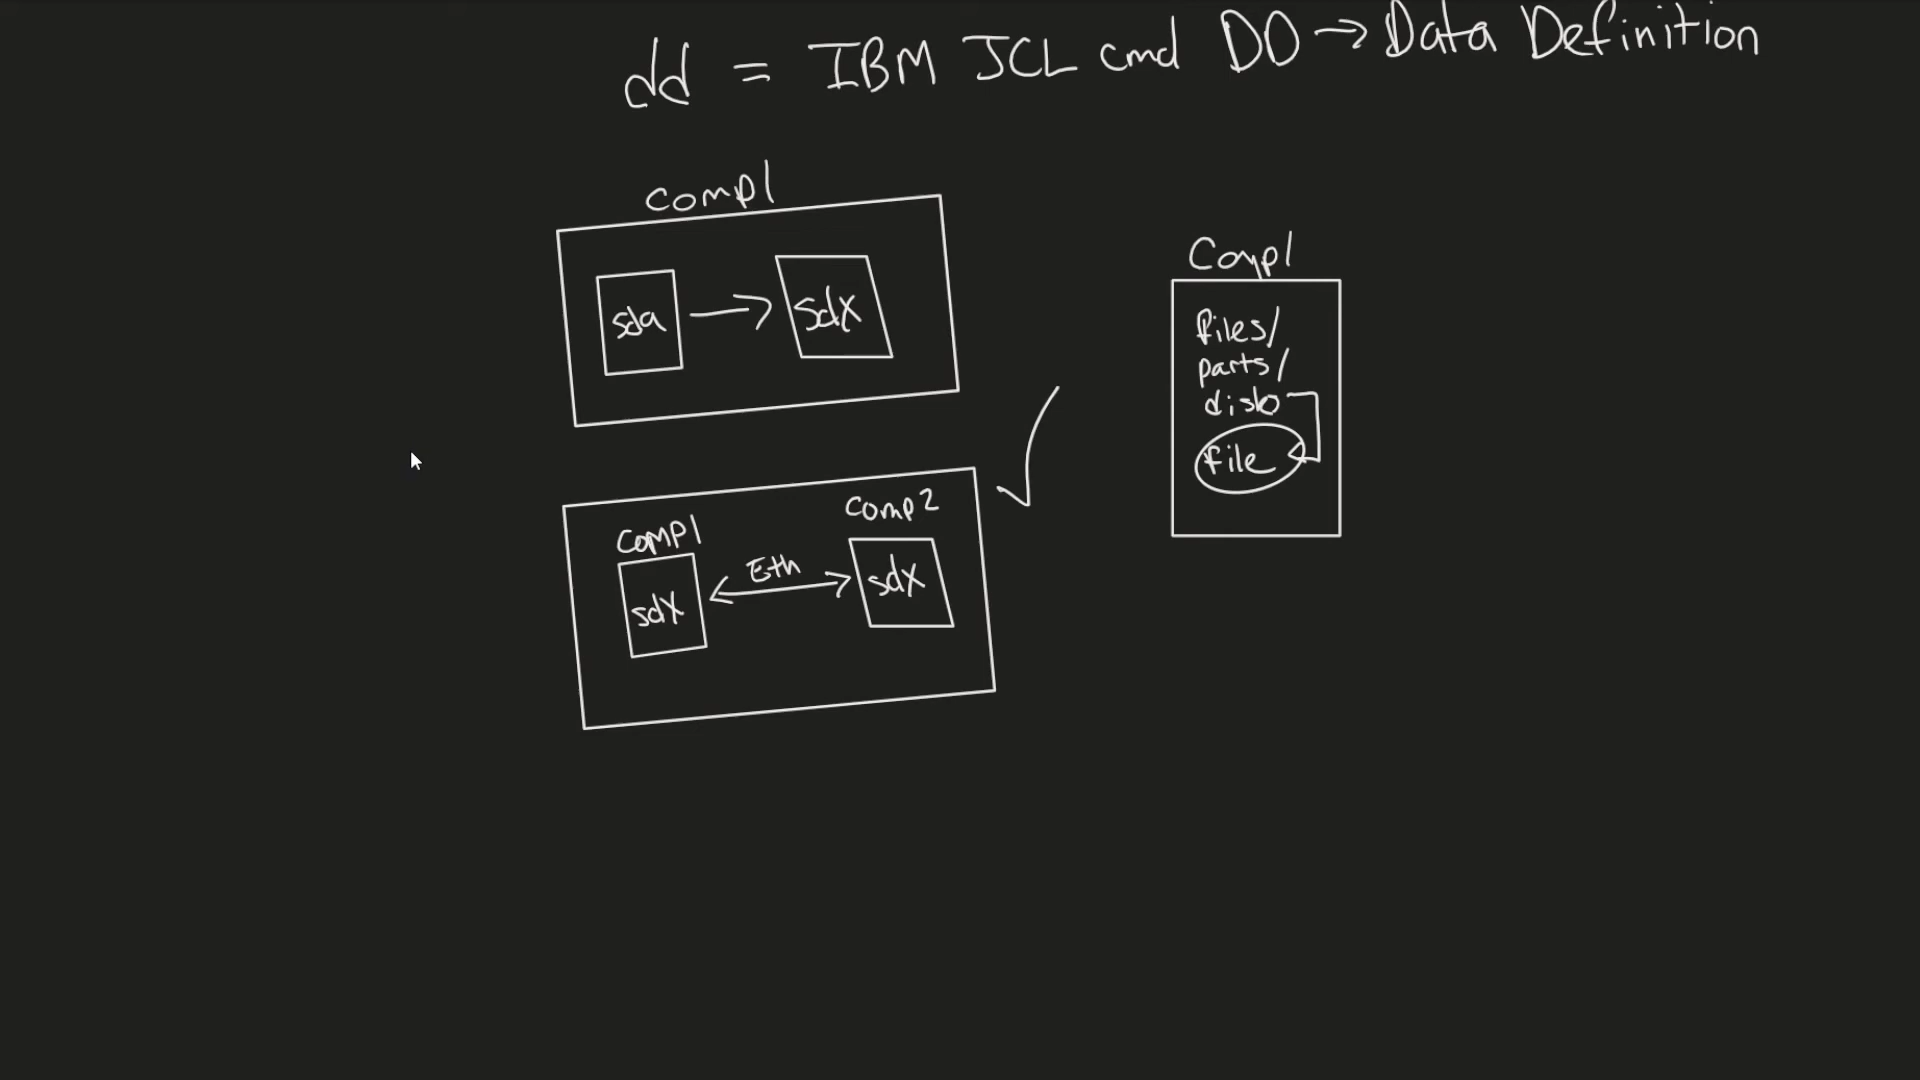 dd = IBM JCL cmd DD → Data Definition
comp1
sda → sdX
Comp1
files/
parts/
disk
file
Comp1
Comp2
sdX
Eth
sdX